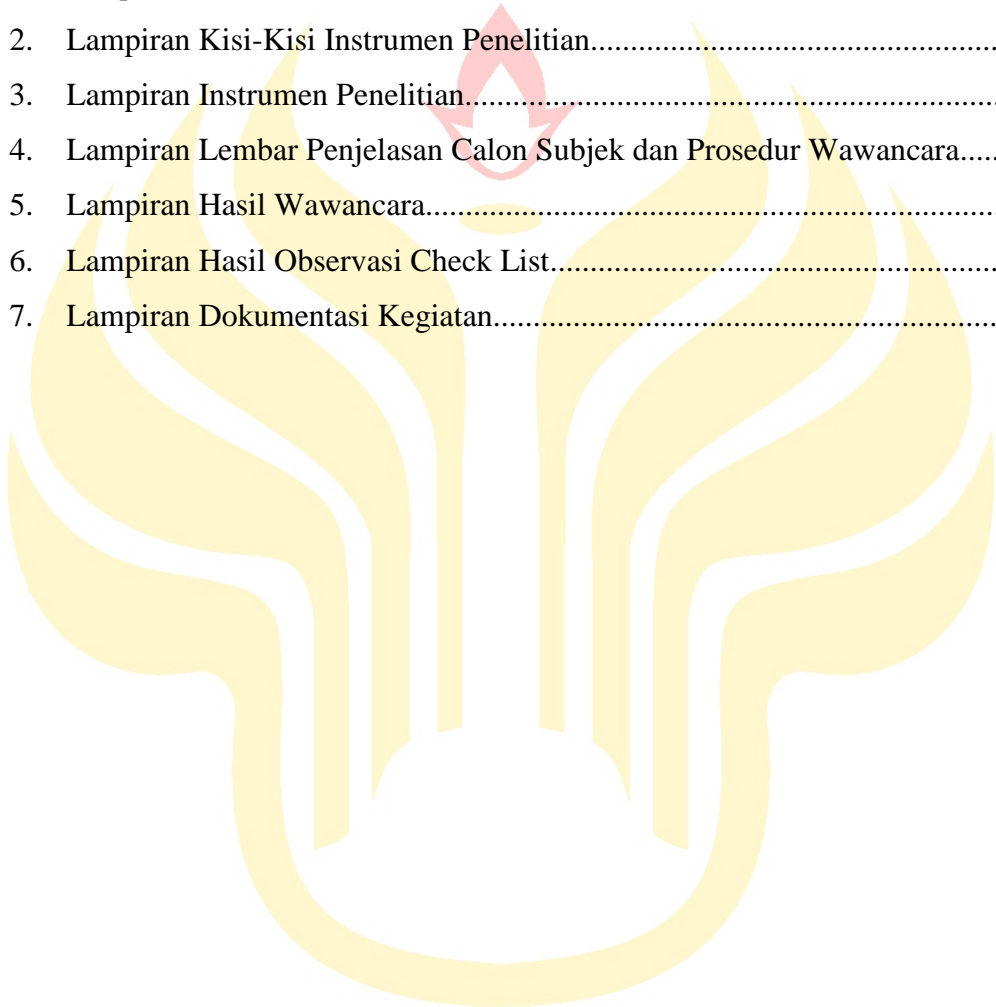 2. Lampiran Kisi-Kisi Instrumen Penelitian.......................................................
3. Lampiran Instrumen Penelitian.......................................................................
4. Lampiran Lembar Penjelasan Calon Subjek dan Prosedur Wawancara.....
5. Lampiran Hasil Wawancara............................................................................
6. Lampiran Hasil Observasi Check List............................................................
7. Lampiran Dokumentasi Kegiatan...................................................................